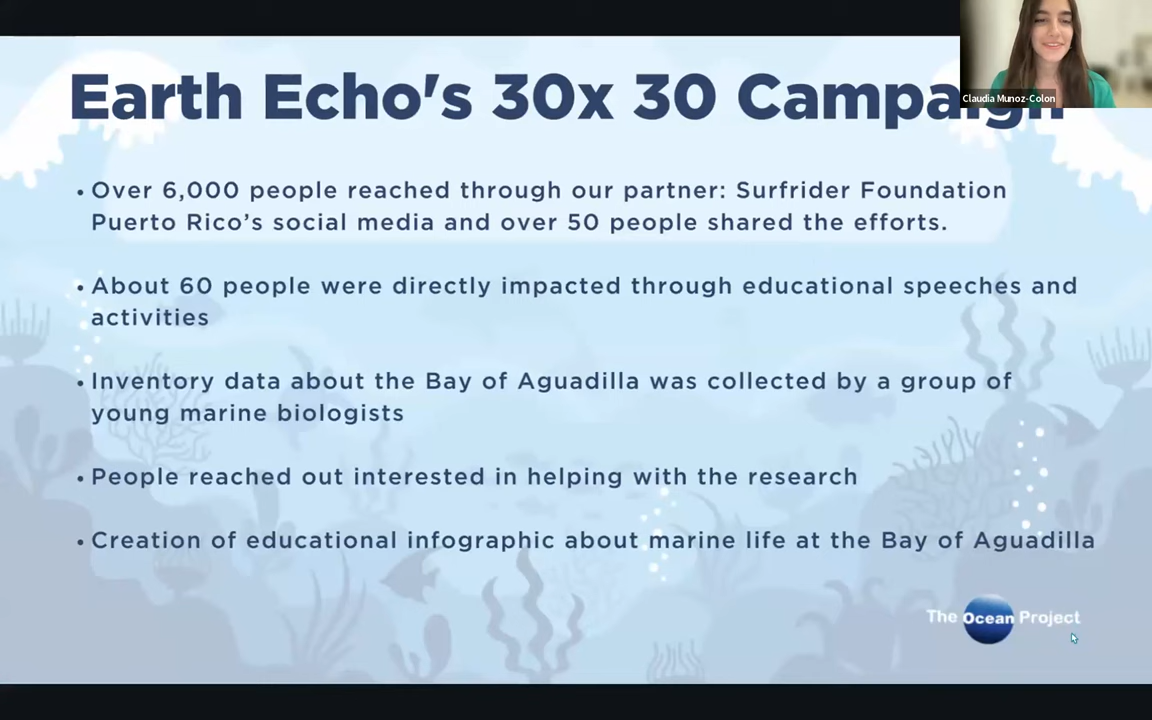 Earth Echo's 30x 30 Campaign
Claudia Munoz-Colon
• Over 6,000 people reached through our partner: Surfrider Foundation
Puerto Rico’s social media and over 50 people shared the efforts.
• About 60 people were directly impacted through educational speeches and
activities
• Inventory data about the Bay of Aguadilla was collected by a group of
young marine biologists
• People reached out interested in helping with the research
• Creation of educational infographic about marine life at the Bay of Aguadilla
The Ocean Project